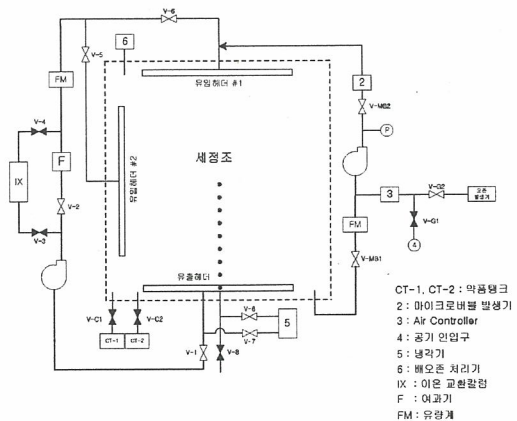 V-6
6
V-5
유입헤더 #1
FM
2
V-MB2
P
V-4
F
IX
유입헤더 #2
세정조
V-2
V-3
3
V-G2
오존
발생기
V-G1
4
FM
V-MB1
유출헤더
V-C1
V-C2
CT-1
CT-2
V-1
V-6
V-7
V-8
5
CT-1, CT-2 : 약품탱크
2 : 마이크로버블 발생기
3 : Air Controller
4 : 공기 인입구
5 : 냉각기
6 : 배오존 처리기
IX : 이온 교환칼럼
F : 여과기
FM : 유량계